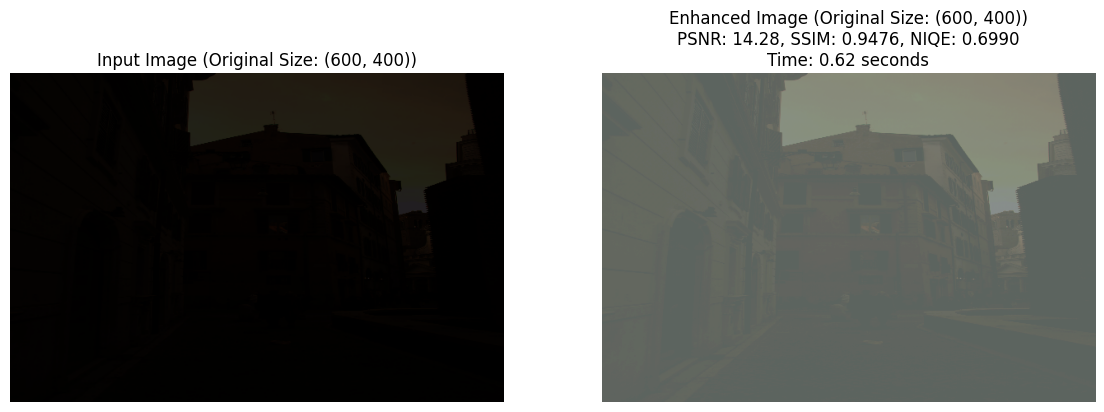 Input Image (Original Size: (600, 400))
Enhanced Image (Original Size: (600, 400))
PSNR: 14.28, SSIM: 0.9476, NIQE: 0.6990
Time: 0.62 seconds